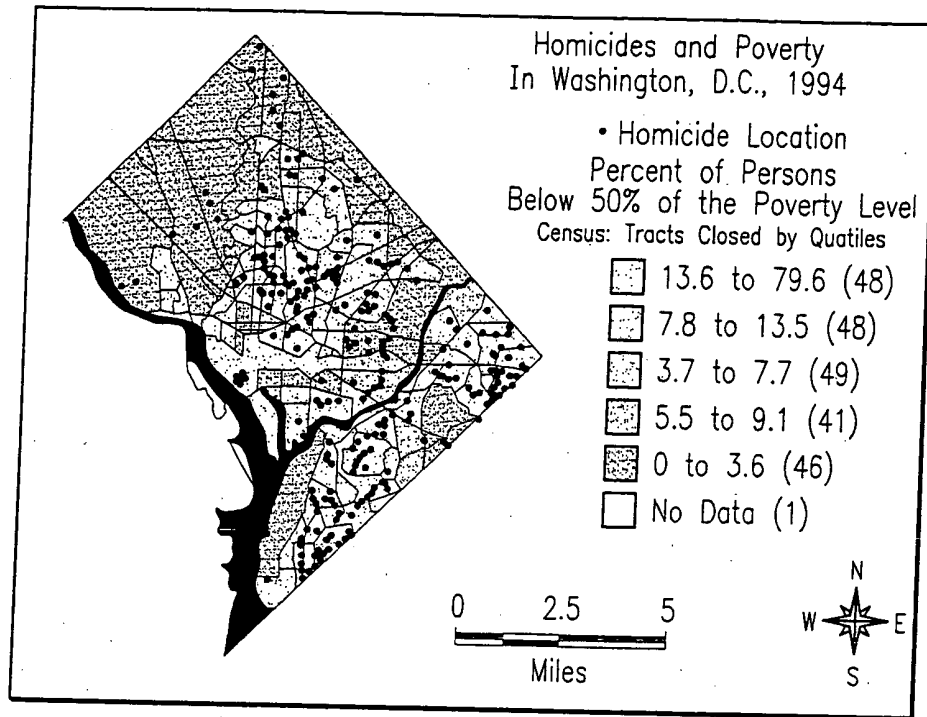 Homicides and Poverty
In Washington, D.C., 1994
• Homicide Location
Percent of Persons
Below 50% of the Poverty Level
Census: Tracts Closed by Quatiles
13.6 to 79.6 (48)
7.8 to 13.5 (48)
3.7 to 7.7 (49)
5.5 to 9.1 (41)
0 to 3.6 (46)
No Data (1)
0 2.5 5
Miles
N
W E
S